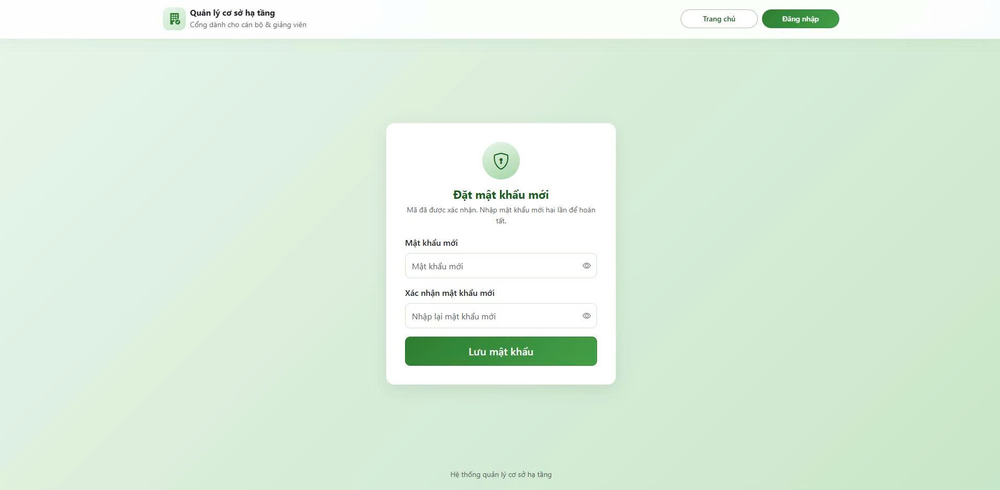 Quản lý cơ sở hạ tầng
Cổng dành cho cán bộ & giảng viên
Trang chủ
Đăng nhập
Đặt mật khẩu mới
Mã đã được xác nhận. Nhập mật khẩu mới hai lần để hoàn
tất.
Mật khẩu mới
Mật khẩu mới
Xác nhận mật khẩu mới
Nhập lại mật khẩu mới
Lưu mật khẩu
Hệ thống quản lý cơ sở hạ tầng